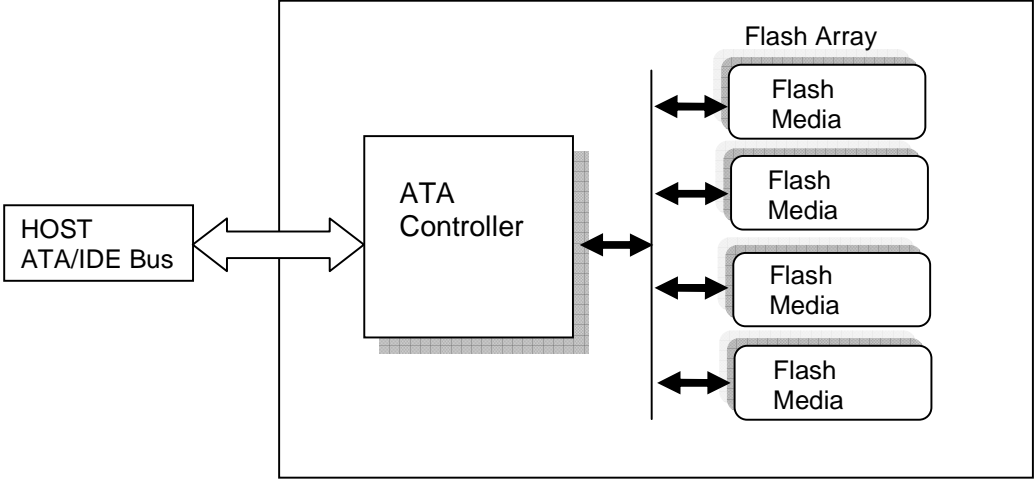 Flash Array
Flash
Media
Flash
Media
Flash
Media
Flash
Media
ATA
Controller
HOST
ATA/IDE Bus